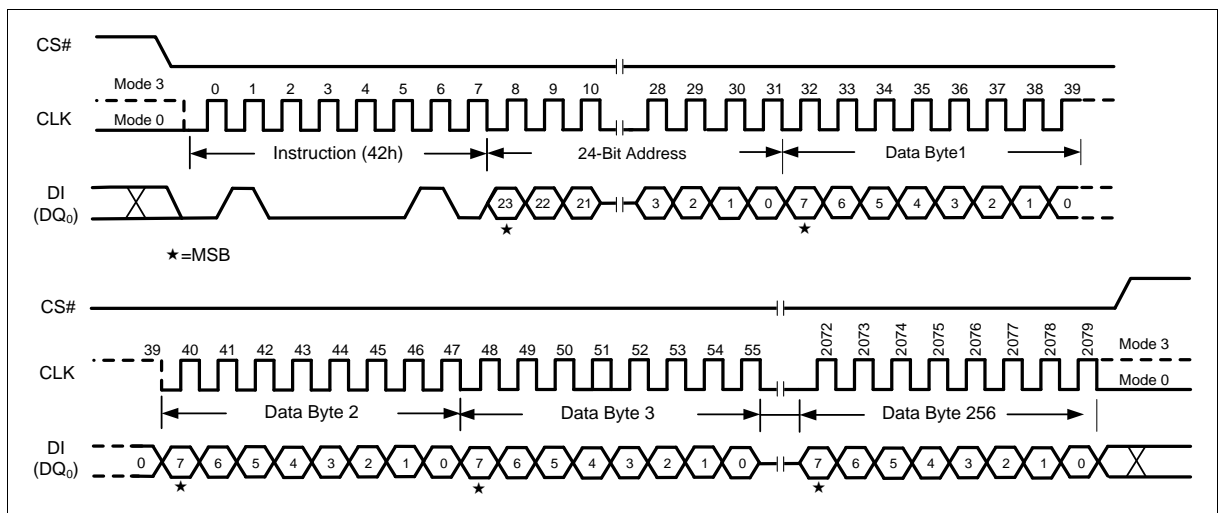 CS#
Mode 3
0 1 2 3 4 5 6 7 8 9 10 28 29 30 31 32 33 34 35 36 37 38 39
CLK
Mode 0
Instruction (42h) 24-Bit Address Data Byte1
DI
(DQ0)
23 22 21 3 2 1 0 7 6 5 4 3 2 1 0
★ ★
★=MSB
CS#
39 40 41 42 43 44 45 46 47 48 49 50 51 52 53 54 55 2072 2073 2074 2075 2076 2077 2078 2079
Mode 3
CLK
Mode 0
Data Byte 2 Data Byte 3 Data Byte 256
DI
(DQ0)
0 7 6 5 4 3 2 1 0 7 6 5 4 3 2 1 0 7 6 5 4 3 2 1 0
★ ★ ★